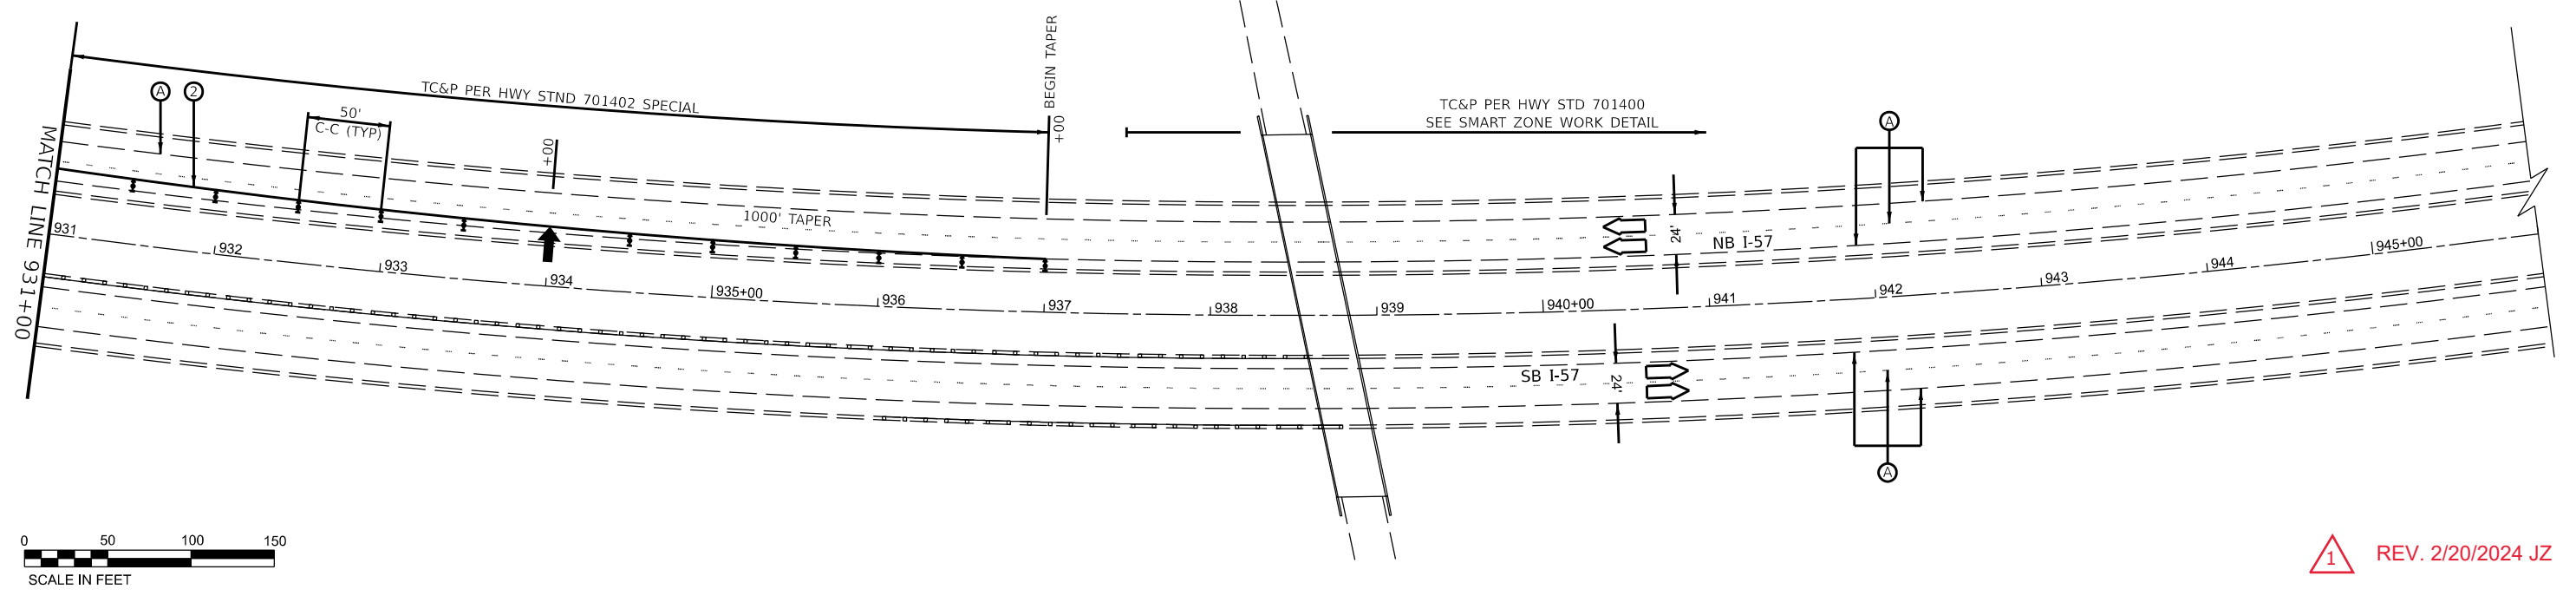 TC&P PER HWY STND 701402 SPECIAL
BEGIN TAPER
+00
TC&P PER HWY STD 701400
SEE SMART ZONE WORK DETAIL
A
2
50'
C-C (TYP)
+00
A
MATCH LINE 931+00
1000' TAPER
24'
NB I-57
931
932
933
934
935+00
936
937
938
939
940+00
941
942
943
944
945+00
SB I-57
24'
A
0 50 100 150
SCALE IN FEET
1
REV. 2/20/2024 JZ